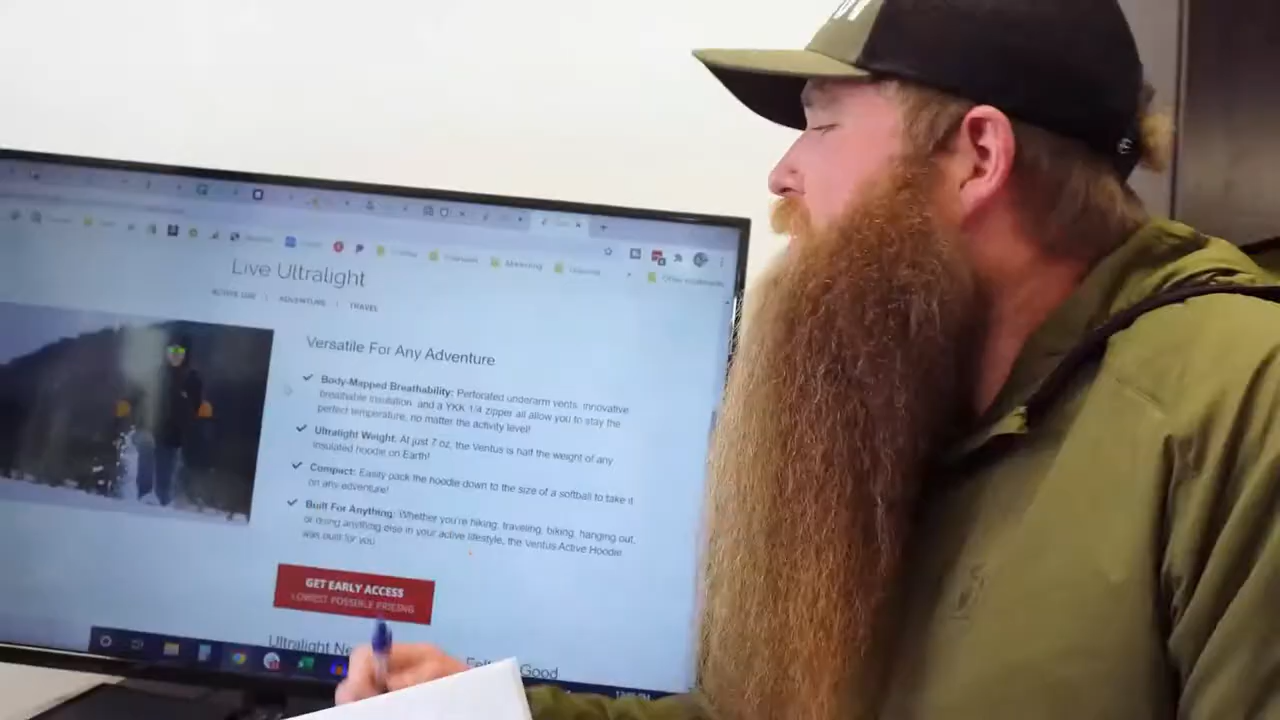 Live Ultralight
ACTIVE USE | ADVENTURE | TRAVEL
Versatile For Any Adventure
Body-Mapped Breathability: Perforated underarm vents, innovative
breathable insulation, and a YKK 1/4 zipper all allow you to stay the
perfect temperature, no matter the activity level!
Ultralight Weight: At just 7 oz, the Ventus is half the weight of any
insulated hoodie on Earth!
Compact: Easily pack the hoodie down to the size of a softball to take it
on any adventure!
Built For Anything: Whether you're hiking, traveling, biking, hanging out,
or doing anything else in your active lifestyle, the Ventus Active Hoodie
was built for you.
GET EARLY ACCESS
LOWEST POSSIBLE PRICING
Ultralight
Good
Marketing
Other bookmarks